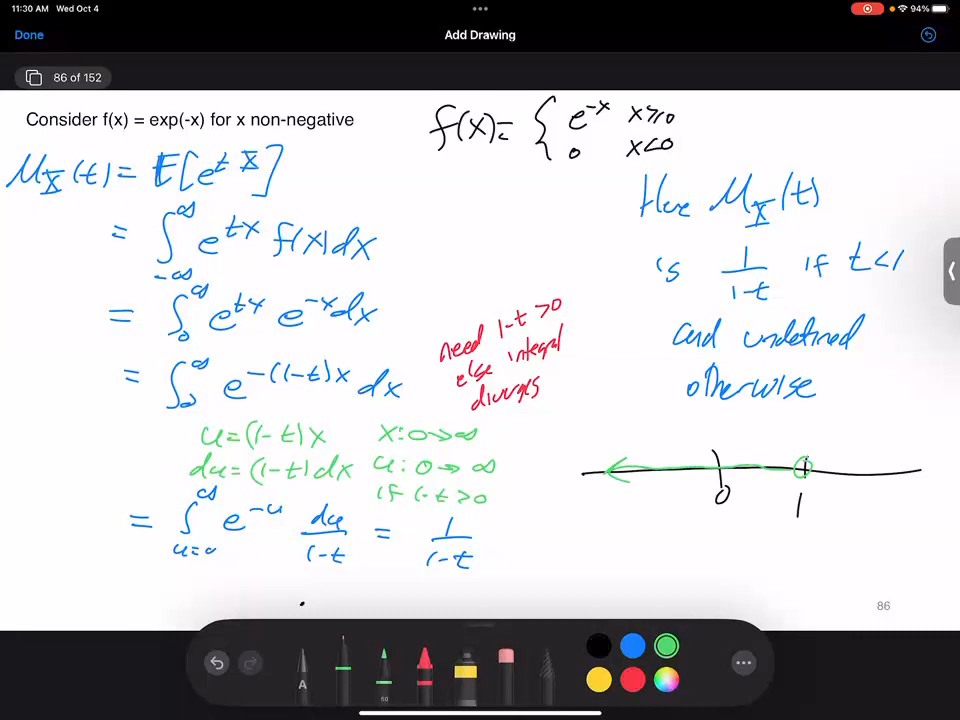 11:30 AM Wed Oct 4
94%
Done
Add Drawing
86 of 152
Consider f(x) = exp(-x) for x non-negative
f(x) = { e^{-x} x≥0
0 x<0
M_X(t) = E[e^{tX}]
= ∫_{-∞}^{∞} e^{tx} f(x) dx
= ∫_0^∞ e^{tx} e^{-x} dx
= ∫_0^∞ e^{-(1-t)x} dx
need 1-t >0
else integral
diverges
u = (1-t)x x: 0→∞
du = (1-t)dx u: 0→∞
if 1-t >0
= ∫_{u=0}^∞ e^{-u} du/(1-t) = 1/(1-t)
Here M_X(t)
is 1/(1-t) if t<1
and undefined
otherwise
0 1
86
A
60